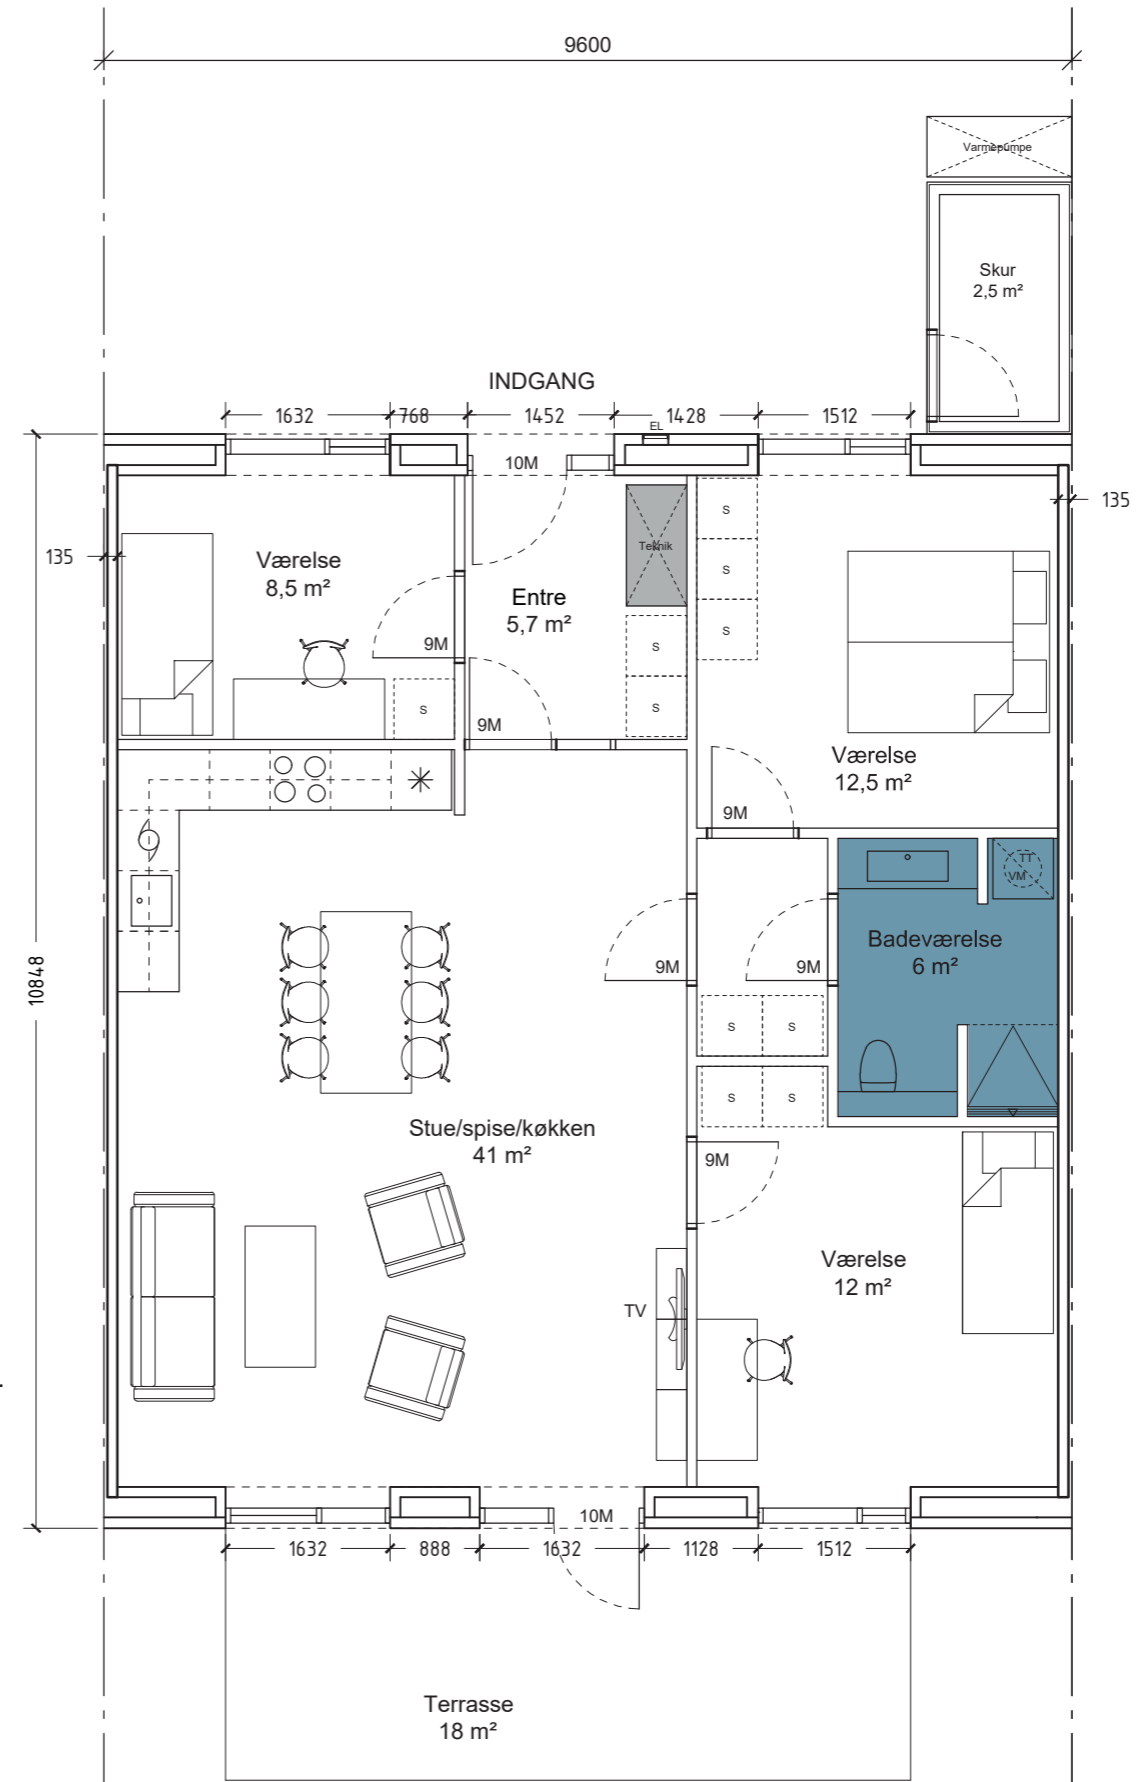 9600
Varmepumpe
Skur
2,5 m²
INDGANG
1632
768
1452
1428
1512
EL
10M
135
135
Værelse
8,5 m²
Entre
5,7 m²
Teknik
S
S
S
S
S
S
9M
9M
Værelse
12,5 m²
9M
TT
VM
Badeværelse
6 m²
9M
9M
10848
S
S
S
S
Stue/spise/køkken
41 m²
9M
Værelse
12 m²
TV
10M
1632
888
1632
1128
1512
Terrasse
18 m²